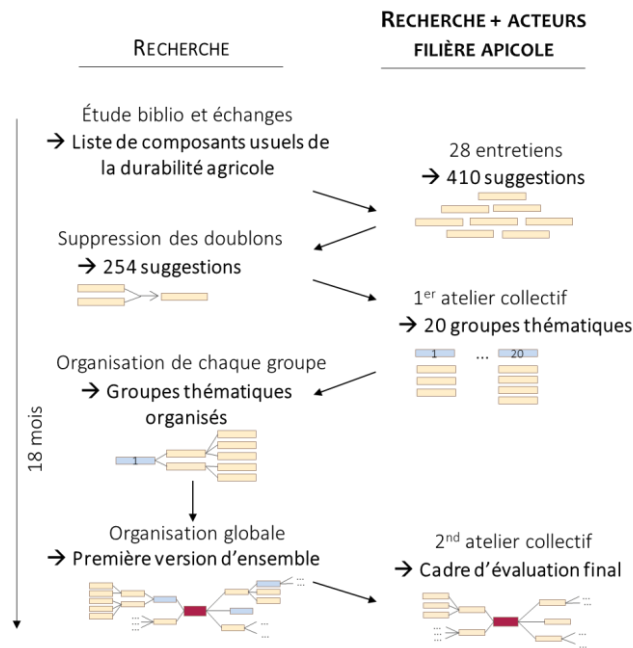 RECHERCHE
RECHERCHE + ACTEURS
FILIÈRE APICOLE
Étude biblio et échanges
→ Liste de composants usuels de
la durabilité agricole
28 entretiens
→ 410 suggestions
Suppression des doublons
→ 254 suggestions
1er atelier collectif
→ 20 groupes thématiques
1 ... 20
Organisation de chaque groupe
→ Groupes thématiques
organisés
1
18 mois
Organisation globale
→ Première version d'ensemble
...
...
...
...
...
...
2nd atelier collectif
→ Cadre d'évaluation final
...
...
...
...
...
...